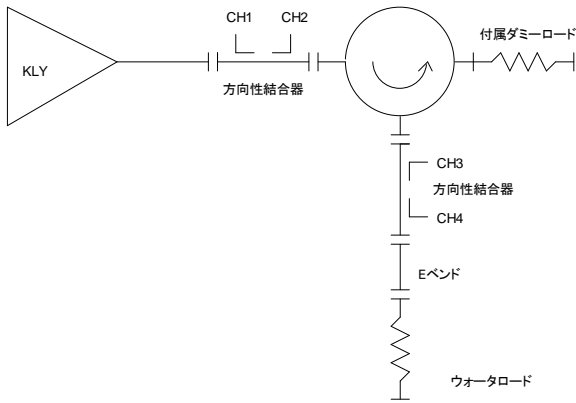 CH1 CH2
付属ダミーロード
KLY
方向性結合器
CH3
方向性結合器
CH4
Eベンド
ウォータロード